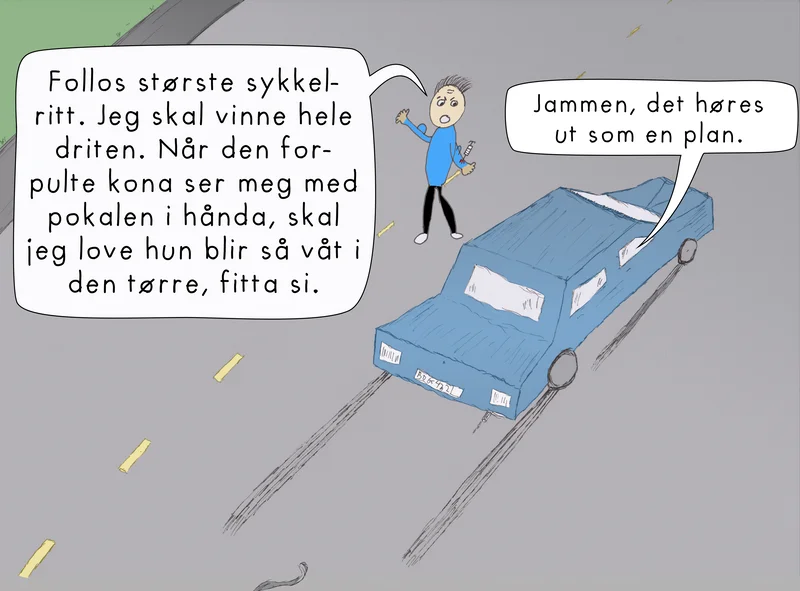 Follos største sykkel-
ritt. Jeg skal vinne hele
driten. Når den for-
pulte kona ser meg med
pokalen i hånda, skal
jeg love hun blir så våt i
den tørre, fitta si.
Jammen, det høres
ut som en plan.